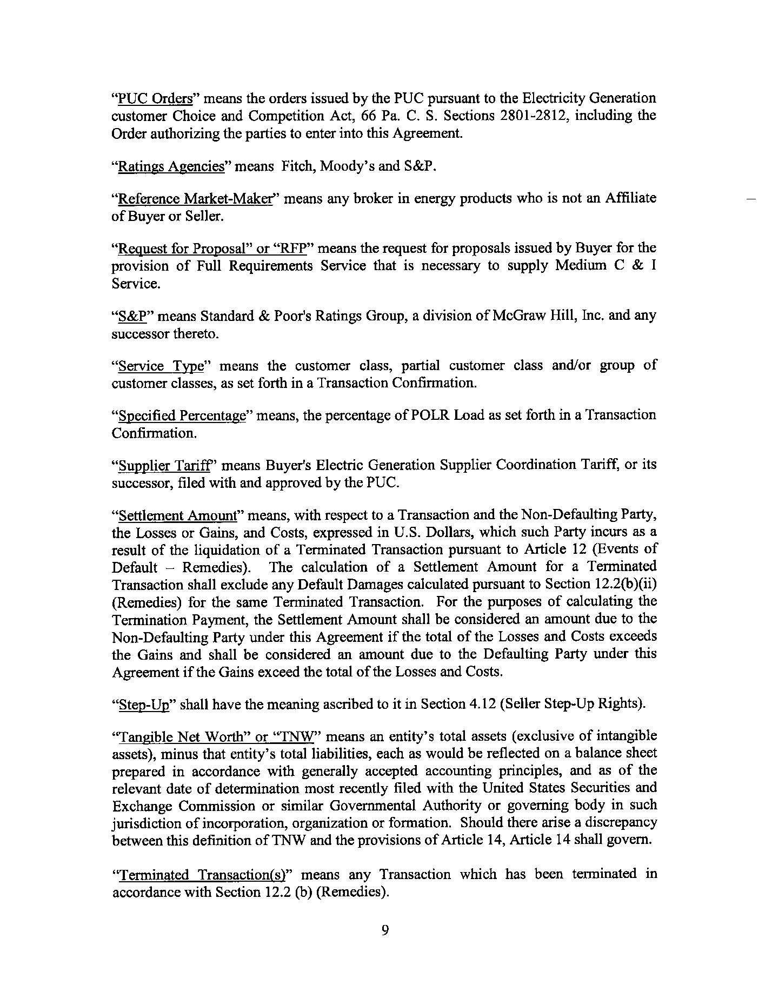 “PUC Orders” means the orders issued by the PUC pursuant to the Electricity Generation
customer Choice and Competition Act, 66 Pa. C. S. Sections 2801-2812, including the
Order authorizing the parties to enter into this Agreement.
“Ratings Agencies” means Fitch, Moody’s and S&P.
“Reference Market-Maker” means any broker in energy products who is not an Affiliate
of Buyer or Seller.
“Request for Proposal” or “RFP” means the request for proposals issued by Buyer for the
provision of Full Requirements Service that is necessary to supply Medium C & I
Service.
“S&P” means Standard & Poor's Ratings Group, a division of McGraw Hill, Inc. and any
successor thereto.
“Service Type” means the customer class, partial customer class and/or group of
customer classes, as set forth in a Transaction Confirmation.
“Specified Percentage” means, the percentage of POLR Load as set forth in a Transaction
Confirmation.
“Supplier Tariff” means Buyer's Electric Generation Supplier Coordination Tariff, or its
successor, filed with and approved by the PUC.
“Settlement Amount” means, with respect to a Transaction and the Non-Defaulting Party,
the Losses or Gains, and Costs, expressed in U.S. Dollars, which such Party incurs as a
result of the liquidation of a Terminated Transaction pursuant to Article 12 (Events of
Default – Remedies). The calculation of a Settlement Amount for a Terminated
Transaction shall exclude any Default Damages calculated pursuant to Section 12.2(b)(ii)
(Remedies) for the same Terminated Transaction. For the purposes of calculating the
Termination Payment, the Settlement Amount shall be considered an amount due to the
Non-Defaulting Party under this Agreement if the total of the Losses and Costs exceeds
the Gains and shall be considered an amount due to the Defaulting Party under this
Agreement if the Gains exceed the total of the Losses and Costs.
“Step-Up” shall have the meaning ascribed to it in Section 4.12 (Seller Step-Up Rights).
“Tangible Net Worth” or “TNW” means an entity’s total assets (exclusive of intangible
assets), minus that entity’s total liabilities, each as would be reflected on a balance sheet
prepared in accordance with generally accepted accounting principles, and as of the
relevant date of determination most recently filed with the United States Securities and
Exchange Commission or similar Governmental Authority or governing body in such
jurisdiction of incorporation, organization or formation. Should there arise a discrepancy
between this definition of TNW and the provisions of Article 14, Article 14 shall govern.
“Terminated Transaction(s)” means any Transaction which has been terminated in
accordance with Section 12.2 (b) (Remedies).
9